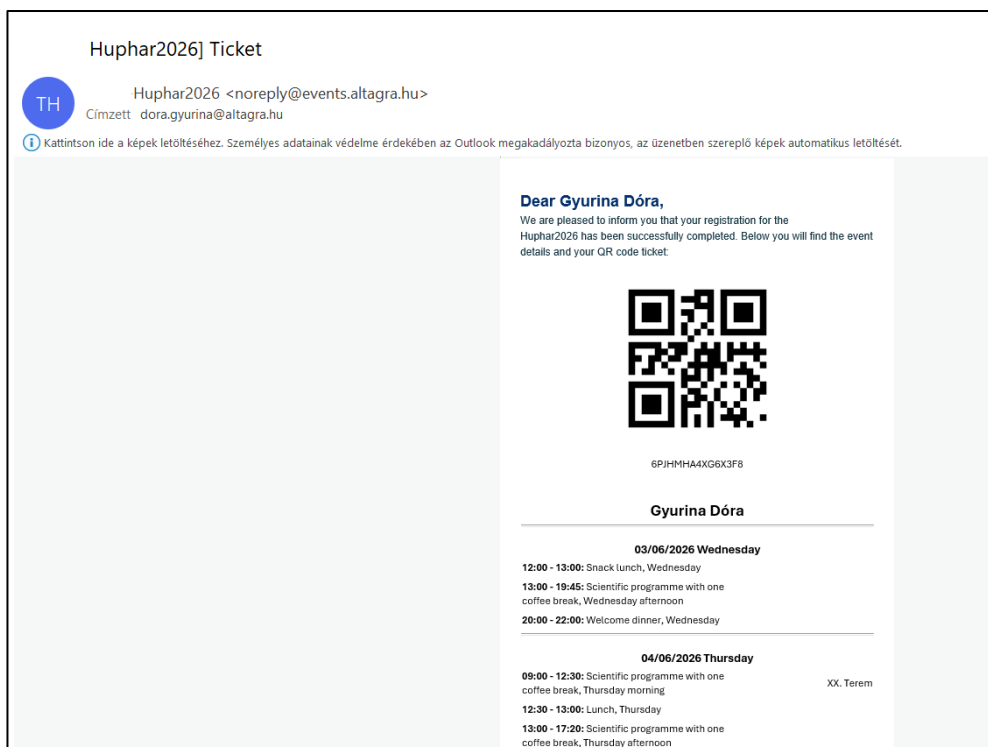 Huphar2026] Ticket
TH
Huphar2026 <noreply@events.altagra.hu>
Címzett dora.gyurina@altagra.hu
Kattintson ide a képek letöltéséhez. Személyes adatainak védelme érdekében az Outlook megakadályozta bizonyos, az üzenetben szereplő képek automatikus letöltését.
Dear Gyurina Dóra,
We are pleased to inform you that your registration for the
Huphar2026 has been successfully completed. Below you will find the event
details and your QR code ticket:
6PJHMHA4XG6X3F8
Gyurina Dóra
03/06/2026 Wednesday
12:00 - 13:00: Snack lunch, Wednesday
13:00 - 19:45: Scientific programme with one
coffee break, Wednesday afternoon
20:00 - 22:00: Welcome dinner, Wednesday
04/06/2026 Thursday
09:00 - 12:30: Scientific programme with one
coffee break, Thursday morning
XX. Terem
12:30 - 13:00: Lunch, Thursday
13:00 - 17:20: Scientific programme with one
coffee break, Thursday afternoon